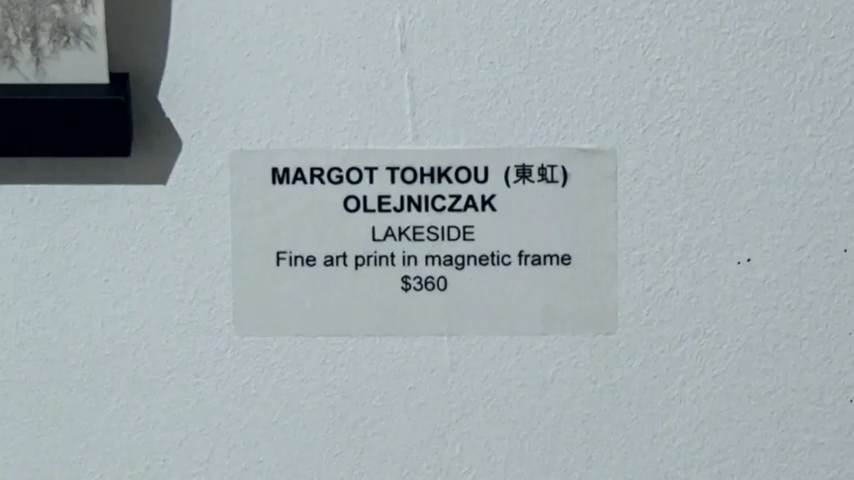 MARGOT TOHKOU (東虹)
OLEJNICZAK
LAKESIDE
Fine art print in magnetic frame
$360